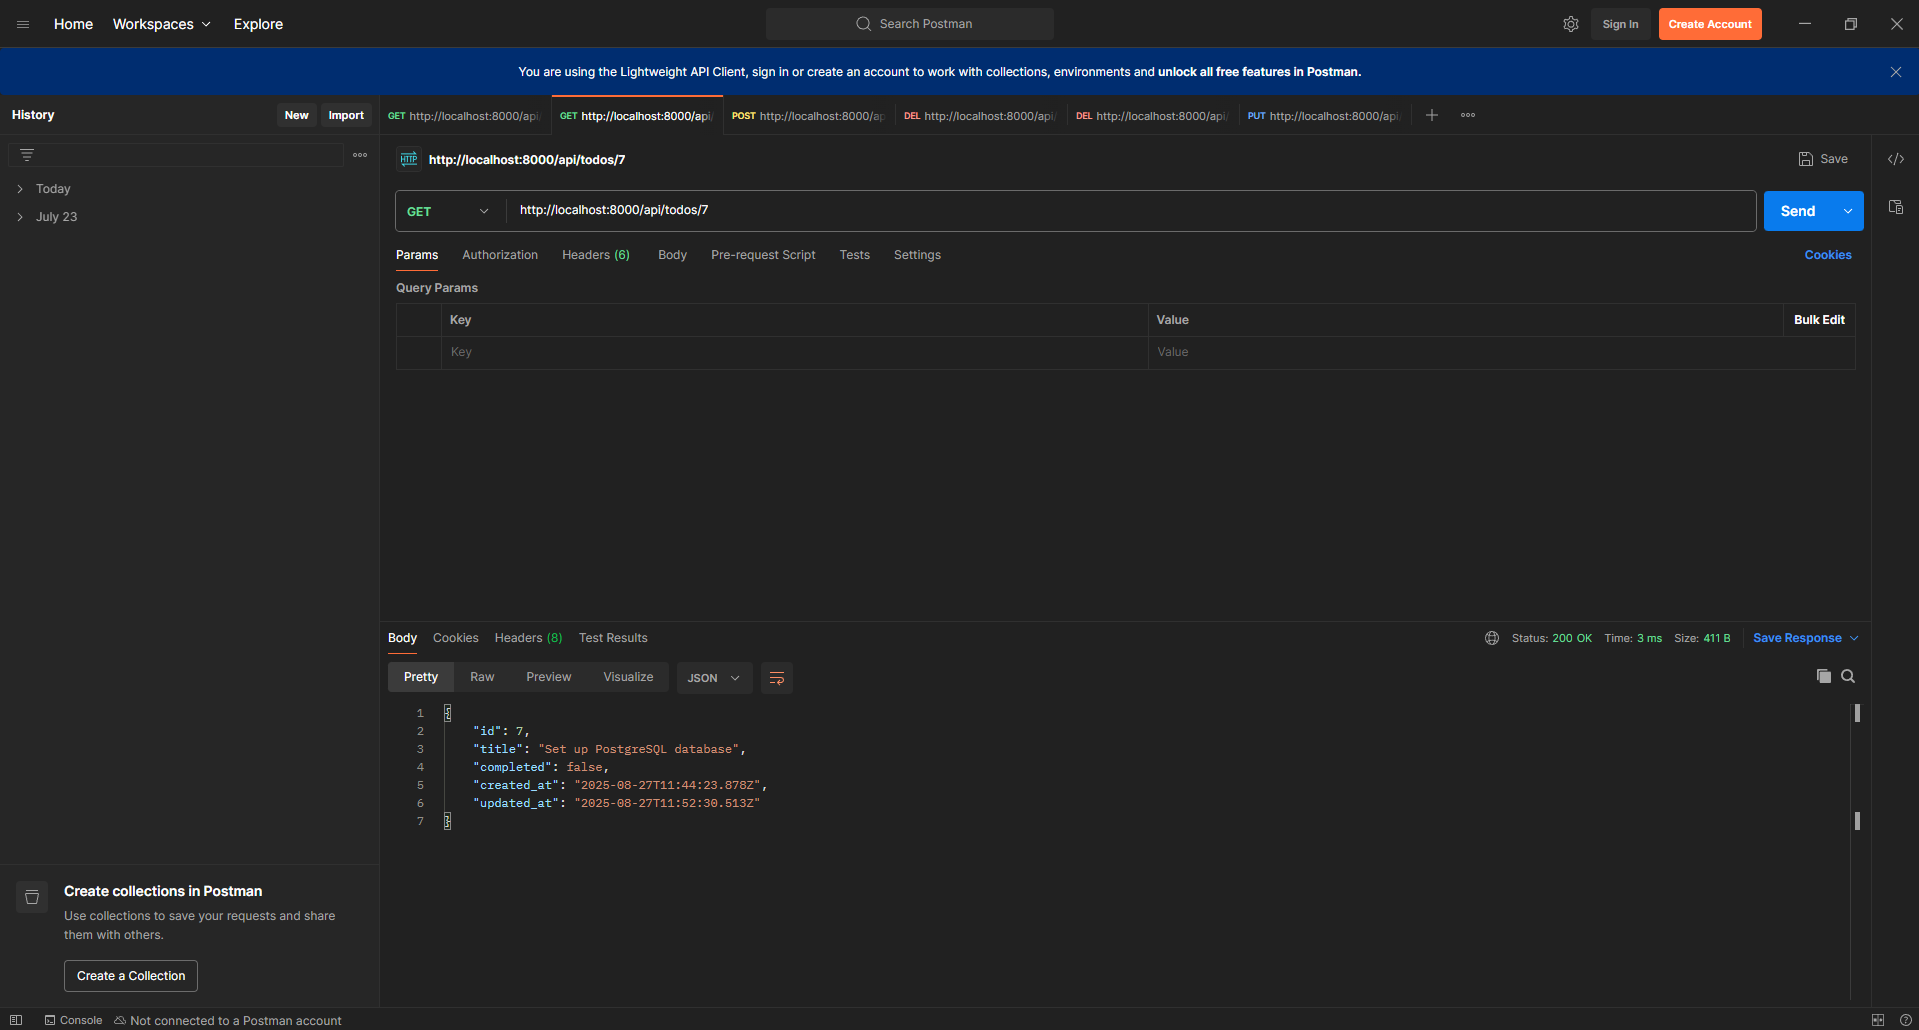 Home Workspaces Explore Search Postman Sign In Create Account
You are using the Lightweight API Client, sign in or create an account to work with collections, environments and unlock all free features in Postman.
History New Import
GET http://localhost:8000/api/ GET http://localhost:8000/api/ POST http://localhost:8000/ap DEL http://localhost:8000/api/ DEL http://localhost:8000/api/ PUT http://localhost:8000/api/
Today
July 23
HTTP http://localhost:8000/api/todos/7 Save
GET http://localhost:8000/api/todos/7 Send
Params Authorization Headers (6) Body Pre-request Script Tests Settings Cookies
Query Params
Key Value Bulk Edit
Key Value
Body Cookies Headers (8) Test Results Status: 200 OK Time: 3 ms Size: 411 B Save Response
Pretty Raw Preview Visualize JSON
1 {
2 "id": 7,
3 "title": "Set up PostgreSQL database",
4 "completed": false,
5 "created_at": "2025-08-27T11:44:23.878Z",
6 "updated_at": "2025-08-27T11:52:30.513Z"
7 }
Create collections in Postman
Use collections to save your requests and share
them with others.
Create a Collection
Console Not connected to a Postman account